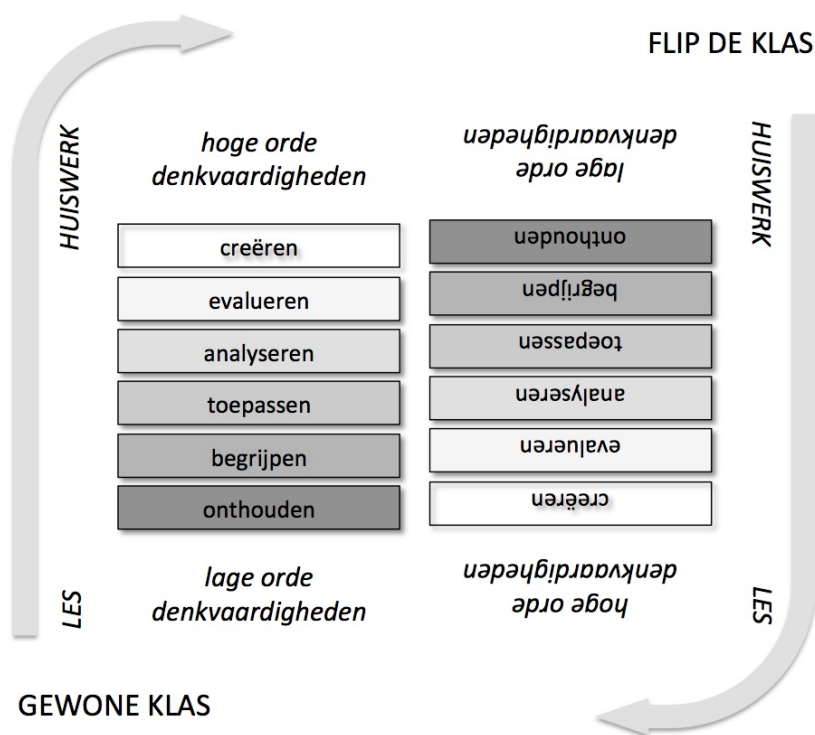 FLIP DE KLAS
HUISWERK
hoge orde
denkvaardigheden
creëren
evalueren
analyseren
toepassen
begrijpen
onthouden
lage orde
denkvaardigheden
LES
GEWONE KLAS
HUISWERK
lage orde
denkvaardigheden
onthouden
begrijpen
toepassen
analyseren
evalueren
creëren
hoge orde
denkvaardigheden
LES